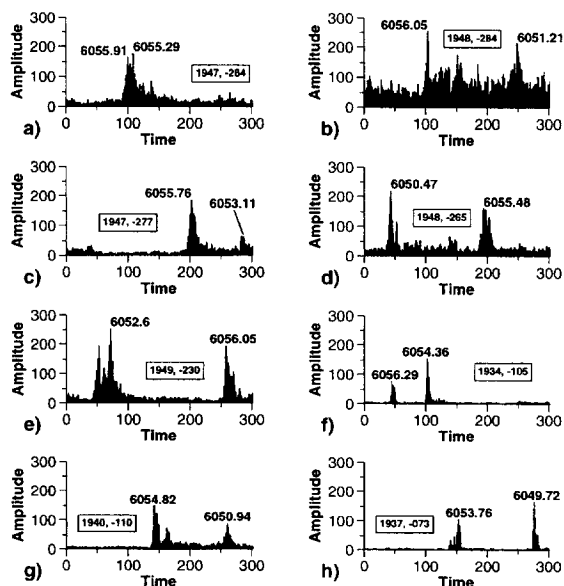 Amplitude
300
200
100
0
6055.91
6055.29
1947, -284
0 100 200 300
Time
a)
Amplitude
300
200
100
0
6056.05
1948, -284
6051.21
0 100 200 300
Time
b)
Amplitude
300
200
100
0
6055.76
6053.11
1947, -277
0 100 200 300
Time
c)
Amplitude
300
200
100
0
6050.47
1948, -265
6055.48
0 100 200 300
Time
d)
Amplitude
300
200
100
0
6052.6
6056.05
1949, -230
0 100 200 300
Time
e)
Amplitude
300
200
100
0
6054.36
6056.29
1934, -105
0 100 200 300
Time
f)
Amplitude
300
200
100
0
6054.82
1940, -110
6050.94
0 100 200 300
Time
g)
Amplitude
300
200
100
0
6049.72
6053.76
1937, -073
0 100 200 300
Time
h)